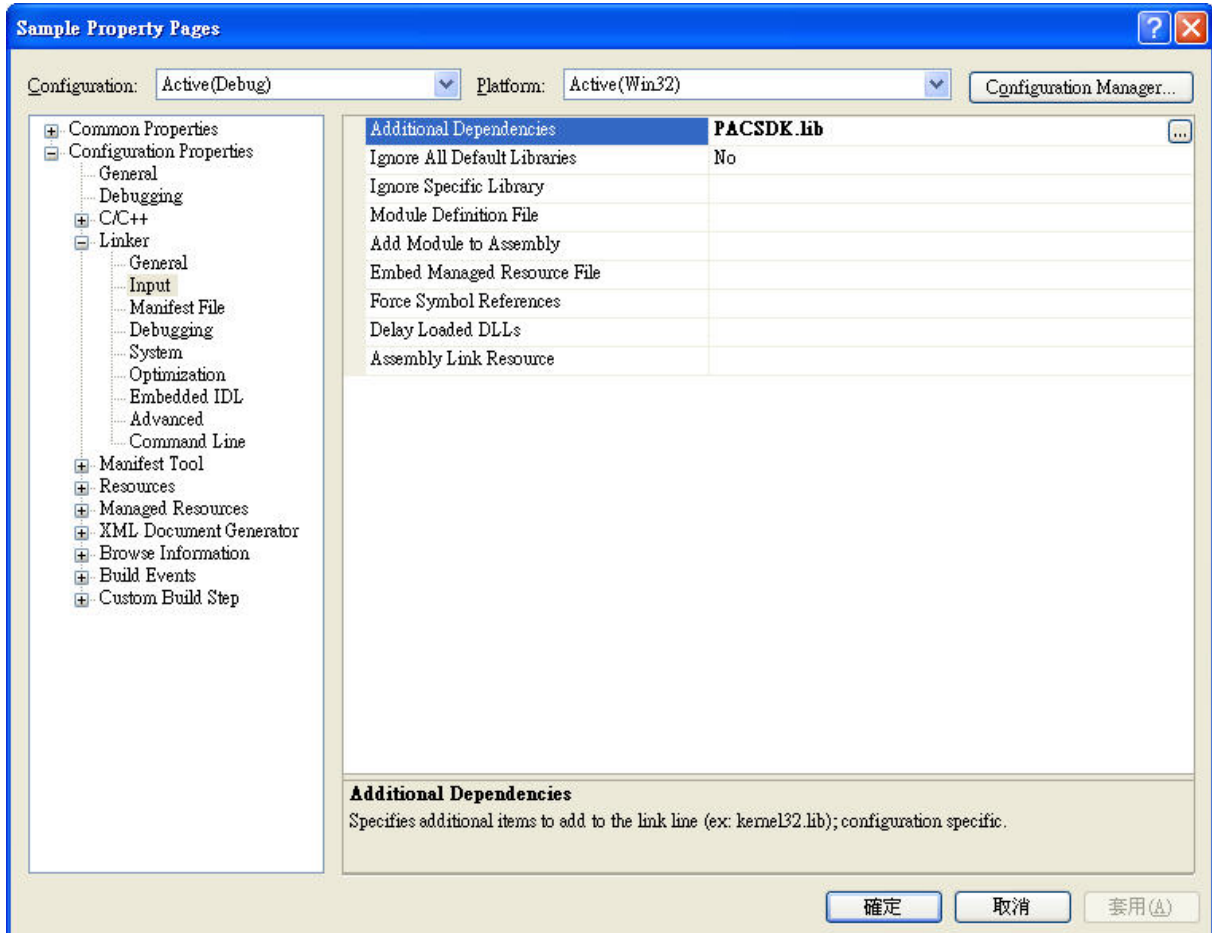 Sample Property Pages
Configuration: Active(Debug) Platform: Active(Win32) Configuration Manager...
Common Properties
Configuration Properties
General
Debugging
C/C++
Linker
General
Input
Manifest File
Debugging
System
Optimization
Embedded IDL
Advanced
Command Line
Manifest Tool
Resources
Managed Resources
XML Document Generator
Browse Information
Build Events
Custom Build Step
Additional Dependencies PACSDK.lib ...
Ignore All Default Libraries No
Ignore Specific Library
Module Definition File
Add Module to Assembly
Embed Managed Resource File
Force Symbol References
Delay Loaded DLLs
Assembly Link Resource
Additional Dependencies
Specifies additional items to add to the link line (ex: kernel32.lib); configuration specific.
確定 取消 套用(A)